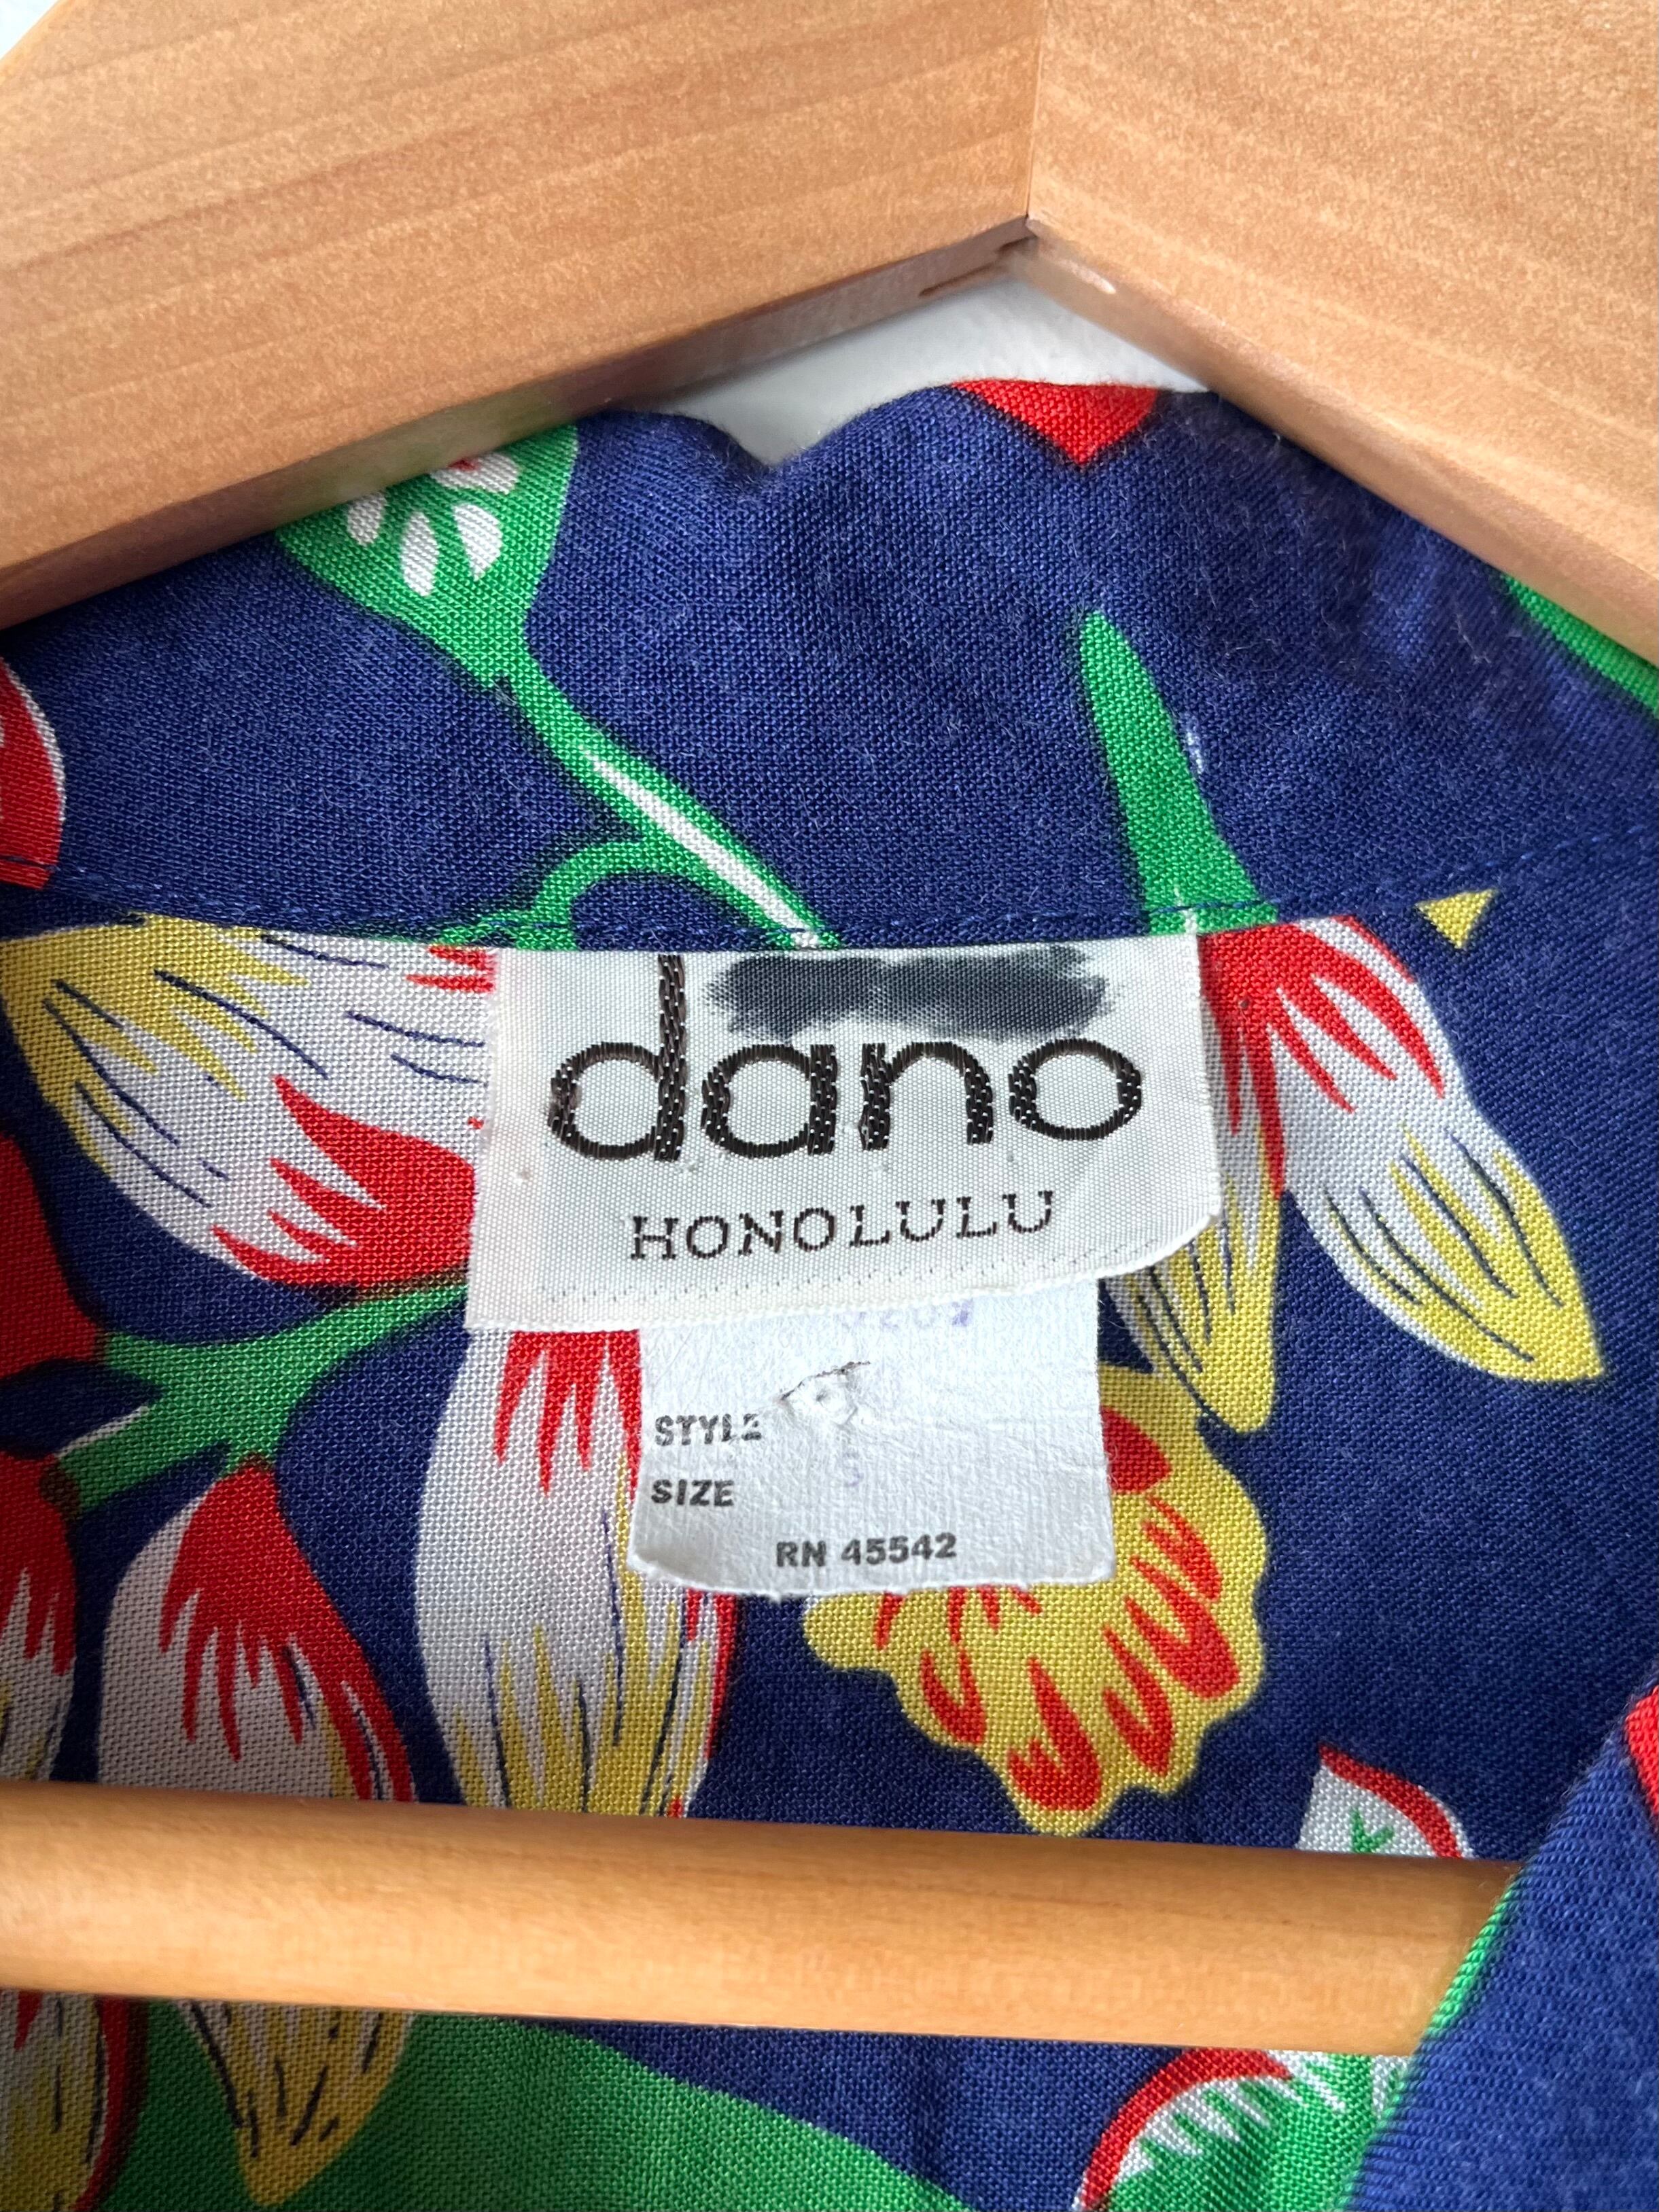 dano
HONOLULU
STYLE
SIZE S
RN 45542